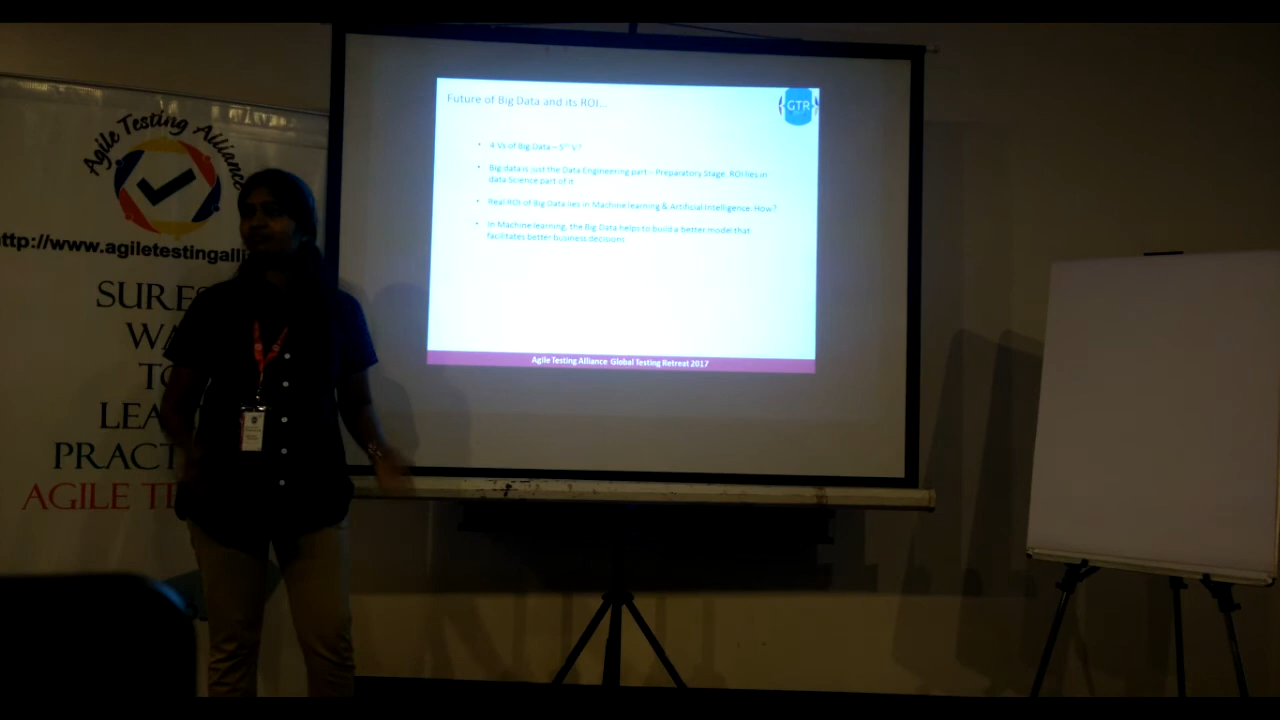 Agile Testing Alliance
http://www.agiletestingalli
SURES
WA
TO
LEA
PRACT
AGILE TE
Future of Big Data and its ROI...
GTR
• 4 Vs of Big Data – 5th V?
• Big data is just the Data Engineering part – Preparatory Stage. ROI lies in
data Science part of it
• Real ROI of Big Data lies in Machine learning & Artificial Intelligence. How?
• In Machine learning, the Big Data helps to build a better model that
facilitates better business decisions
Agile Testing Alliance Global Testing Retreat 2017